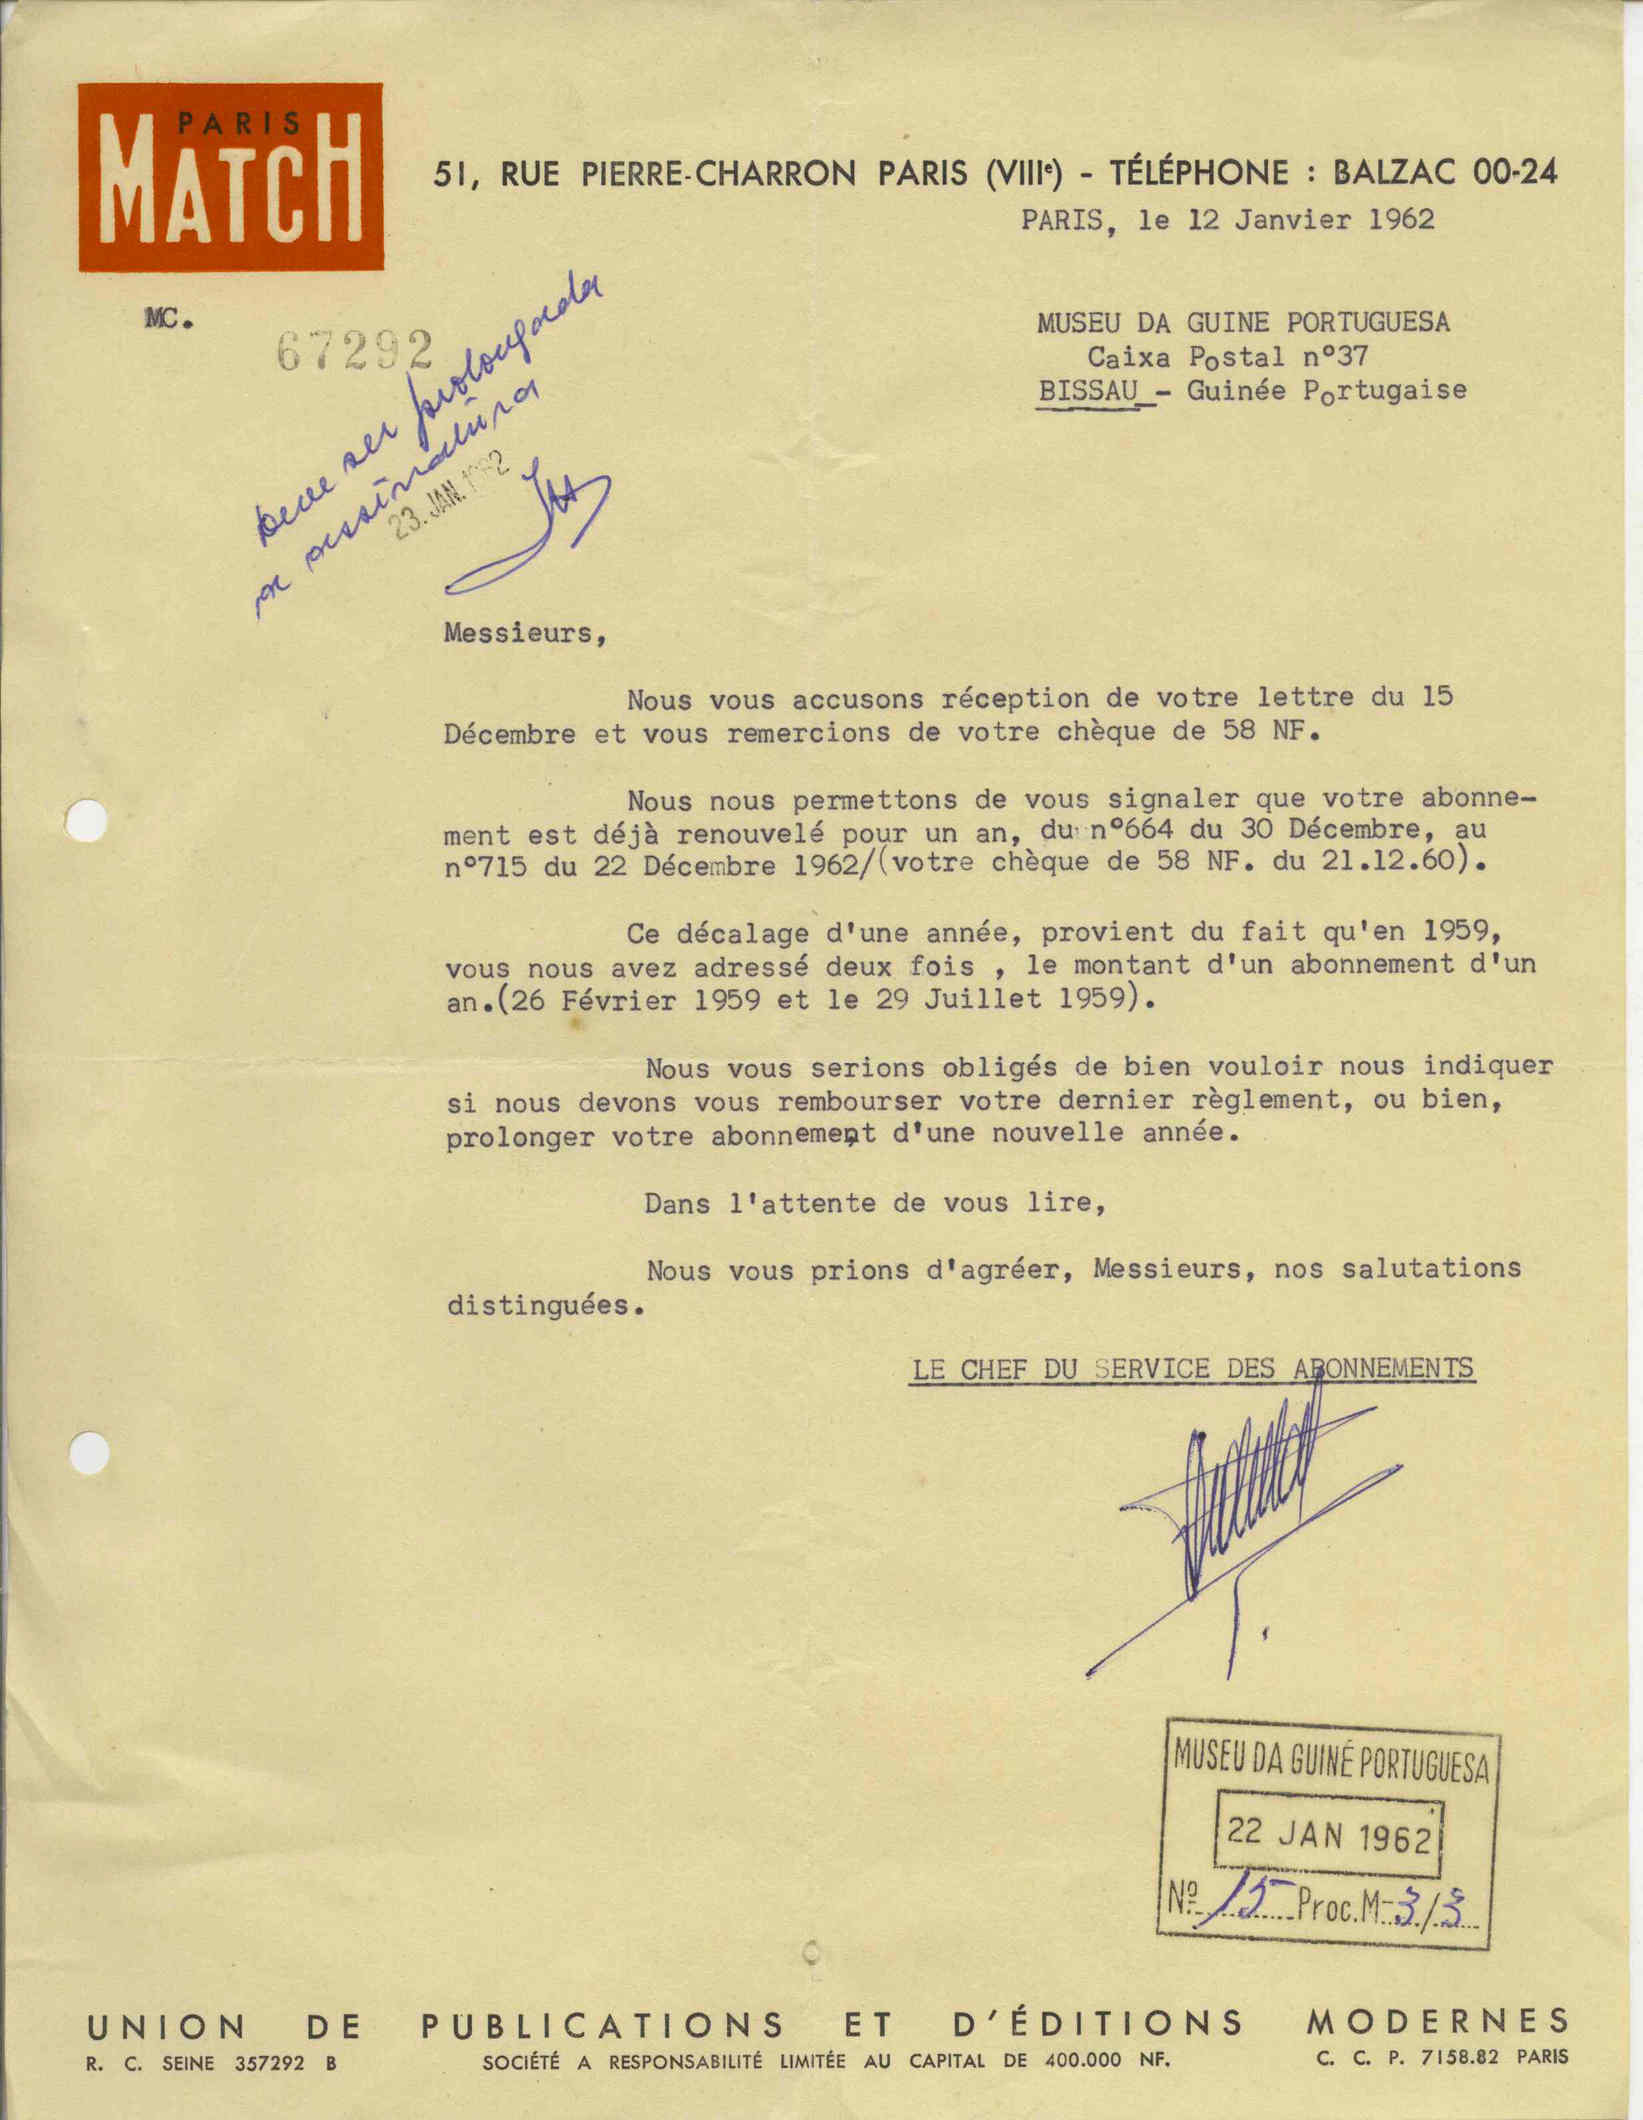 PARIS
MATCH
51, RUE PIERRE-CHARRON PARIS (VIIIe) - TÉLÉPHONE : BALZAC 00-24
PARIS, le 12 Janvier 1962
MC.
67292
MUSEU DA GUINE PORTUGUESA
Caixa Postal n°37
BISSAU - Guinée Portugaise
Deve ser prolongada
a assinatura
23. JAN. 1962
Messieurs,
Nous vous accusons réception de votre lettre du 15
Décembre et vous remercions de votre chèque de 58 NF.
Nous nous permettons de vous signaler que votre abonne-
ment est déjà renouvelé pour un an, du n°664 du 30 Décembre, au
n°715 du 22 Décembre 1962/(votre chèque de 58 NF. du 21.12.60).
Ce décalage d'une année, provient du fait qu'en 1959,
vous nous avez adressé deux fois , le montant d'un abonnement d'un
an.(26 Février 1959 et le 29 Juillet 1959).
Nous vous serions obligés de bien vouloir nous indiquer
si nous devons vous rembourser votre dernier règlement, ou bien,
prolonger votre abonnement d'une nouvelle année.
Dans l'attente de vous lire,
Nous vous prions d'agréer, Messieurs, nos salutations
distinguées.
LE CHEF DU SERVICE DES ABONNEMENTS
MUSEU DA GUINÉ PORTUGUESA
22 JAN 1962
Nº 15 Proc. M-3/3
UNION DE PUBLICATIONS ET D'ÉDITIONS MODERNES
R. C. SEINE 357292 B SOCIÉTÉ A RESPONSABILITÉ LIMITÉE AU CAPITAL DE 400.000 NF. C. C. P. 7158.82 PARIS